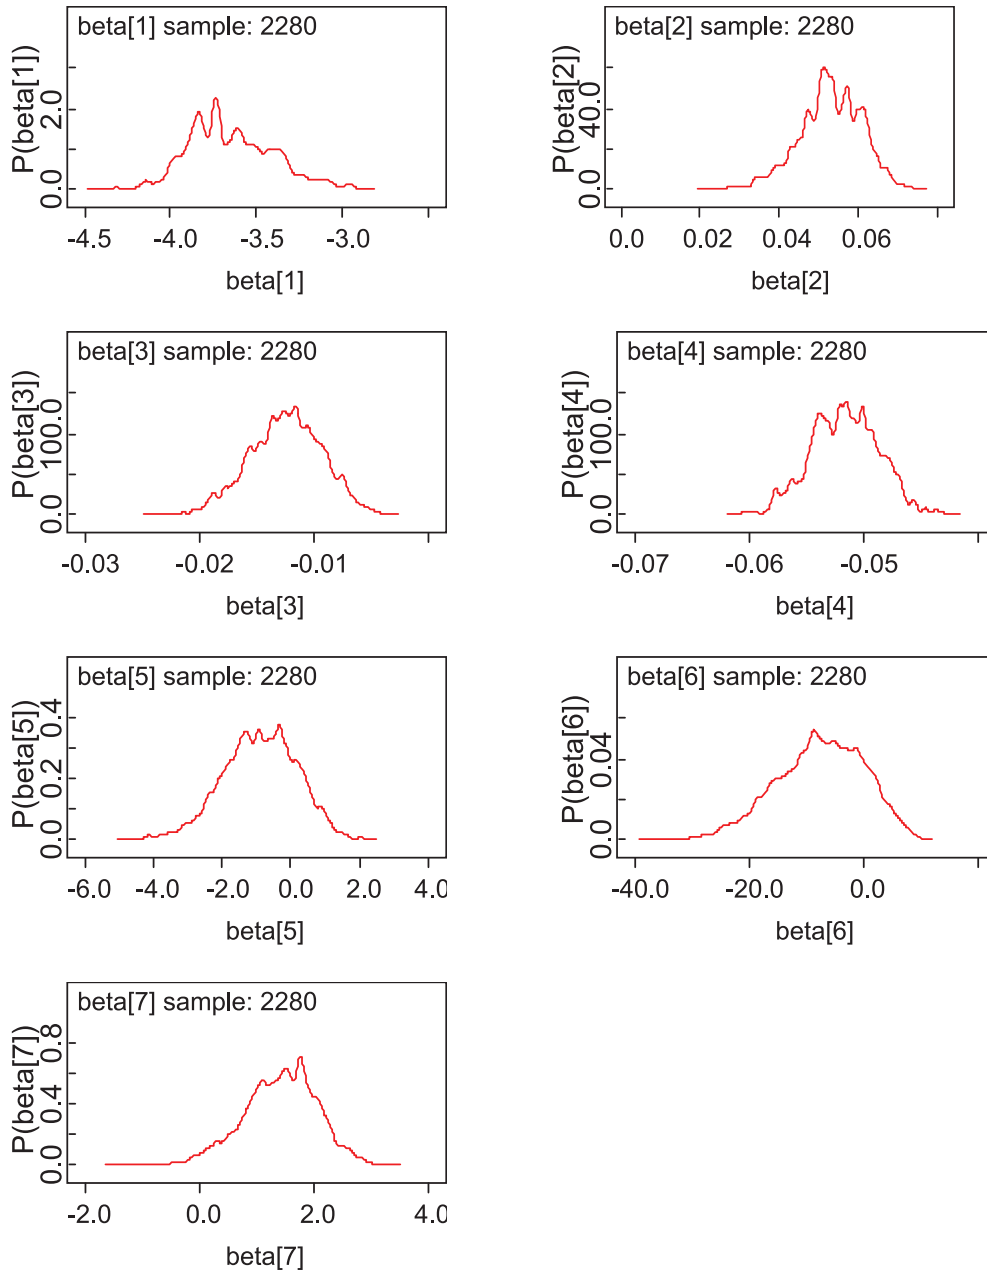 beta[1] sample: 2280
P(beta[1])
0.0 2.0
-4.5 -4.0 -3.5 -3.0
beta[1]
beta[2] sample: 2280
P(beta[2])
0.0 40.0
0.0 0.02 0.04 0.06
beta[2]
beta[3] sample: 2280
P(beta[3])
0.0 100.0
-0.03 -0.02 -0.01
beta[3]
beta[4] sample: 2280
P(beta[4])
0.0 100.0
-0.07 -0.06 -0.05
beta[4]
beta[5] sample: 2280
P(beta[5])
0.0 0.2 0.4
-6.0 -4.0 -2.0 0.0 2.0 4.0
beta[5]
beta[6] sample: 2280
P(beta[6])
0.0 0.04
-40.0 -20.0 0.0
beta[6]
beta[7] sample: 2280
P(beta[7])
0.0 0.4 0.8
-2.0 0.0 2.0 4.0
beta[7]